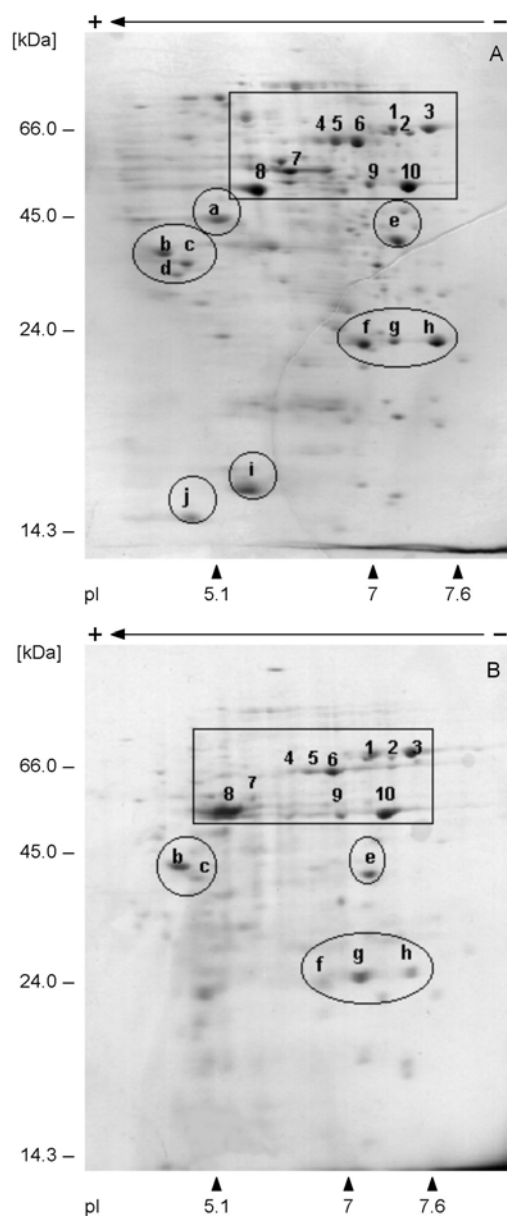 + −
[kDa] A
1 3
66.0 – 4 5 6 2
7
8 9 10
45.0 – a e
b c
d
24.0 – f g h
i
j
14.3 –
pI 5.1 7 7.6
+ −
[kDa] B
4 5 6 1 2 3
66.0 –
7
8 9 10
45.0 – b c e
24.0 – f g h
14.3 –
pI 5.1 7 7.6